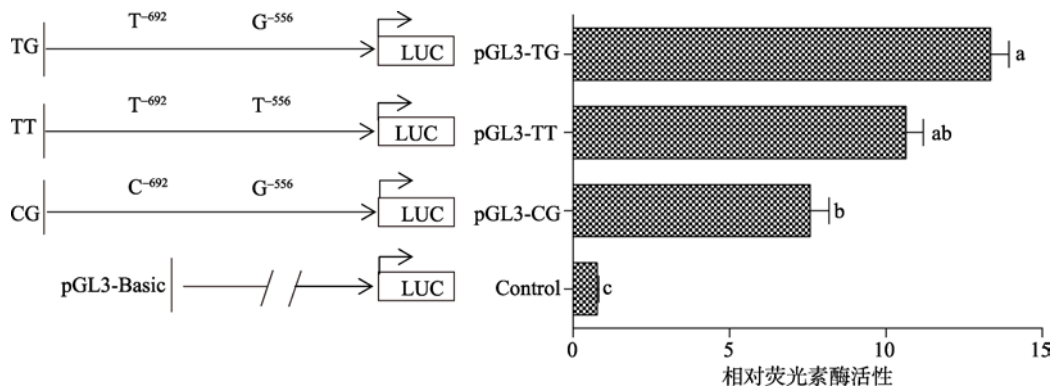 T⁻⁶⁹² G⁻⁵⁵⁶
TG LUC
T⁻⁶⁹² T⁻⁵⁵⁶
TT LUC
C⁻⁶⁹² G⁻⁵⁵⁶
CG LUC
pGL3-Basic LUC
pGL3-TG a
pGL3-TT ab
pGL3-CG b
Control c
0 5 10 15
相对荧光素酶活性